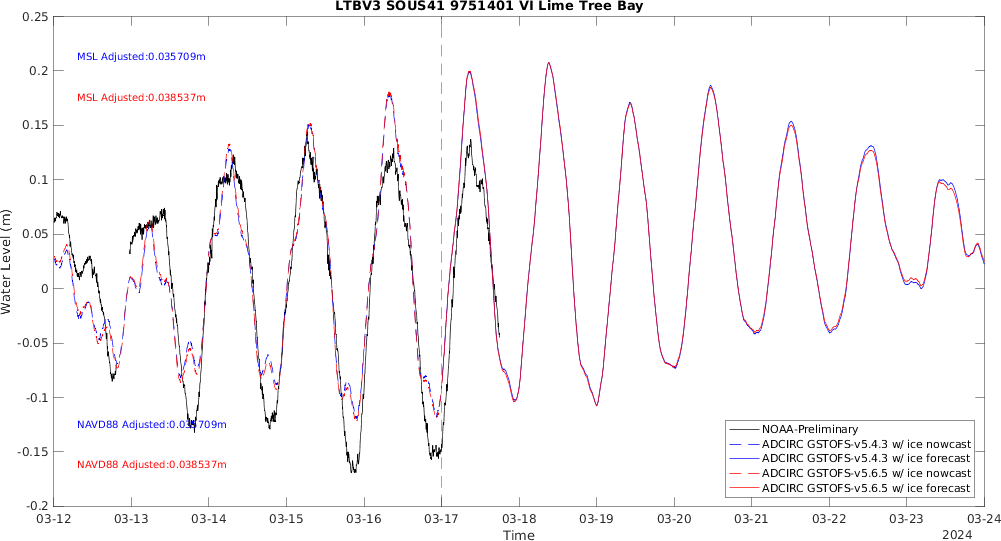 LTBV3 SOUS41 9751401 VI Lime Tree Bay
0.25
0.2
0.15
0.1
0.05
0
-0.05
-0.1
-0.15
-0.2
Water Level (m)
MSL Adjusted:0.035709m
MSL Adjusted:0.038537m
NAVD88 Adjusted:0.035709m
NAVD88 Adjusted:0.038537m
NOAA-Preliminary
ADCIRC GSTOFS-v5.4.3 w/ ice nowcast
ADCIRC GSTOFS-v5.4.3 w/ ice forecast
ADCIRC GSTOFS-v5.6.5 w/ ice nowcast
ADCIRC GSTOFS-v5.6.5 w/ ice forecast
03-12 03-13 03-14 03-15 03-16 03-17 03-18 03-19 03-20 03-21 03-22 03-23 03-24
Time
2024